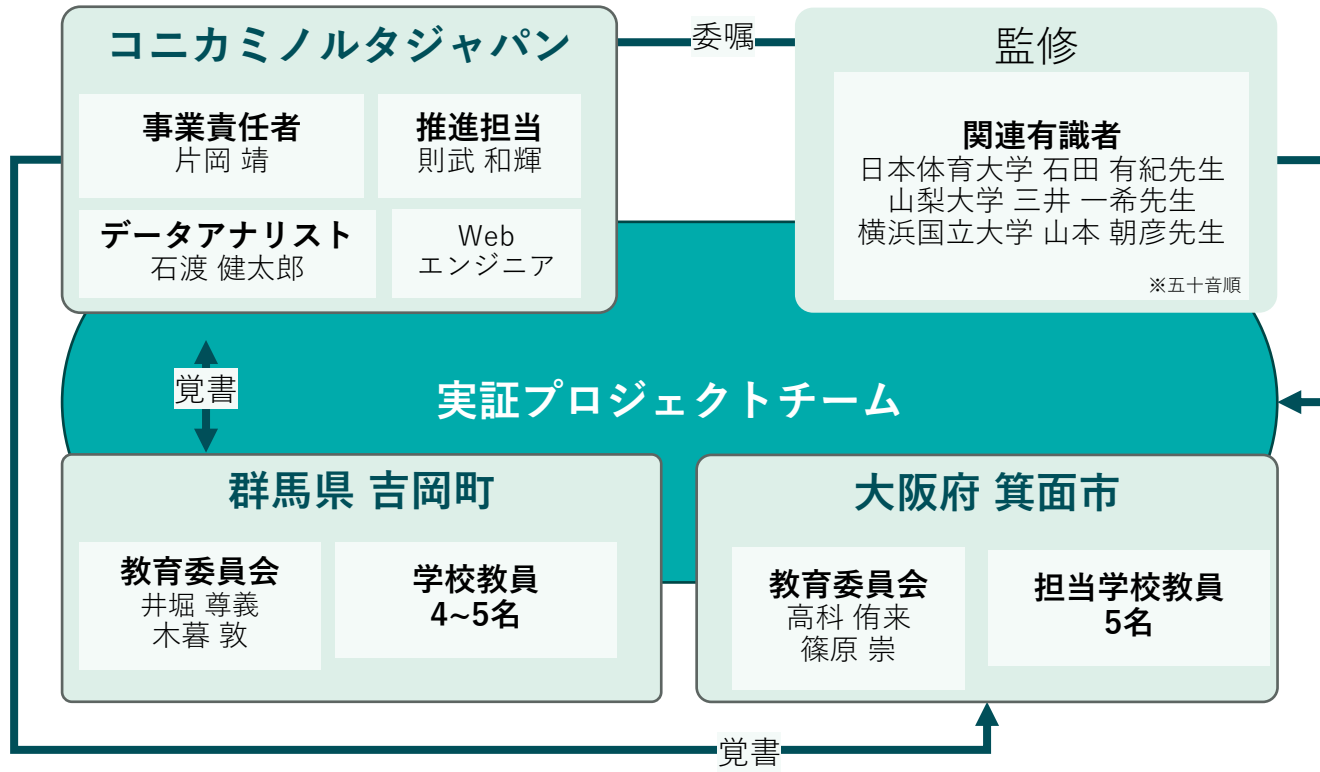 コニカミノルタジャパン
事業責任者
片岡 靖
推進担当
則武 和輝
データアナリスト
石渡 健太郎
Web
エンジニア
委嘱
監修
関連有識者
日本体育大学 石田 有紀先生
山梨大学 三井 一希先生
横浜国立大学 山本 朝彦先生
※五十音順
覚書
実証プロジェクトチーム
群馬県 吉岡町
教育委員会
井堀 尊義
木暮 敦
学校教員
4~5名
大阪府 箕面市
教育委員会
高科 侑来
篠原 崇
担当学校教員
5名
覚書